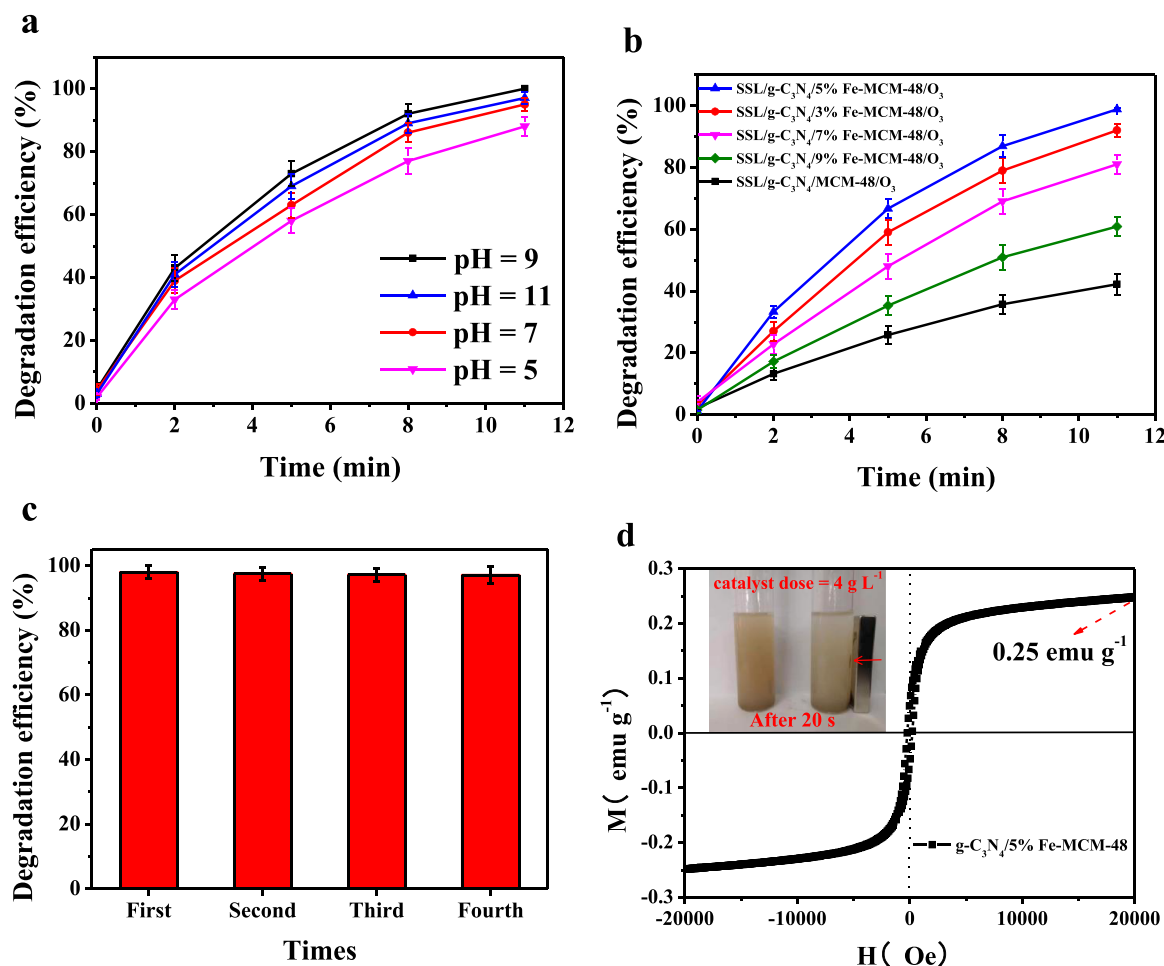 a
Degradation efficiency (%)
100
80
60
40
20
0
pH = 9
pH = 11
pH = 7
pH = 5
0 2 4 6 8 10 12
Time (min)
b
Degradation efficiency (%)
100
80
60
40
20
0
SSL/g-C₃N₄/5% Fe-MCM-48/O₃
SSL/g-C₃N₄/3% Fe-MCM-48/O₃
SSL/g-C₃N₄/7% Fe-MCM-48/O₃
SSL/g-C₃N₄/9% Fe-MCM-48/O₃
SSL/g-C₃N₄/MCM-48/O₃
0 2 4 6 8 10 12
Time (min)
c
Degradation efficiency (%)
100
80
60
40
20
0
First Second Third Fourth
Times
d
M( emu g⁻¹)
0.3
0.2
0.1
0.0
-0.1
-0.2
-0.3
catalyst dose = 4 g L⁻¹
After 20 s
0.25 emu g⁻¹
g-C₃N₄/5% Fe-MCM-48
-20000 -10000 0 10000 20000
H( Oe)